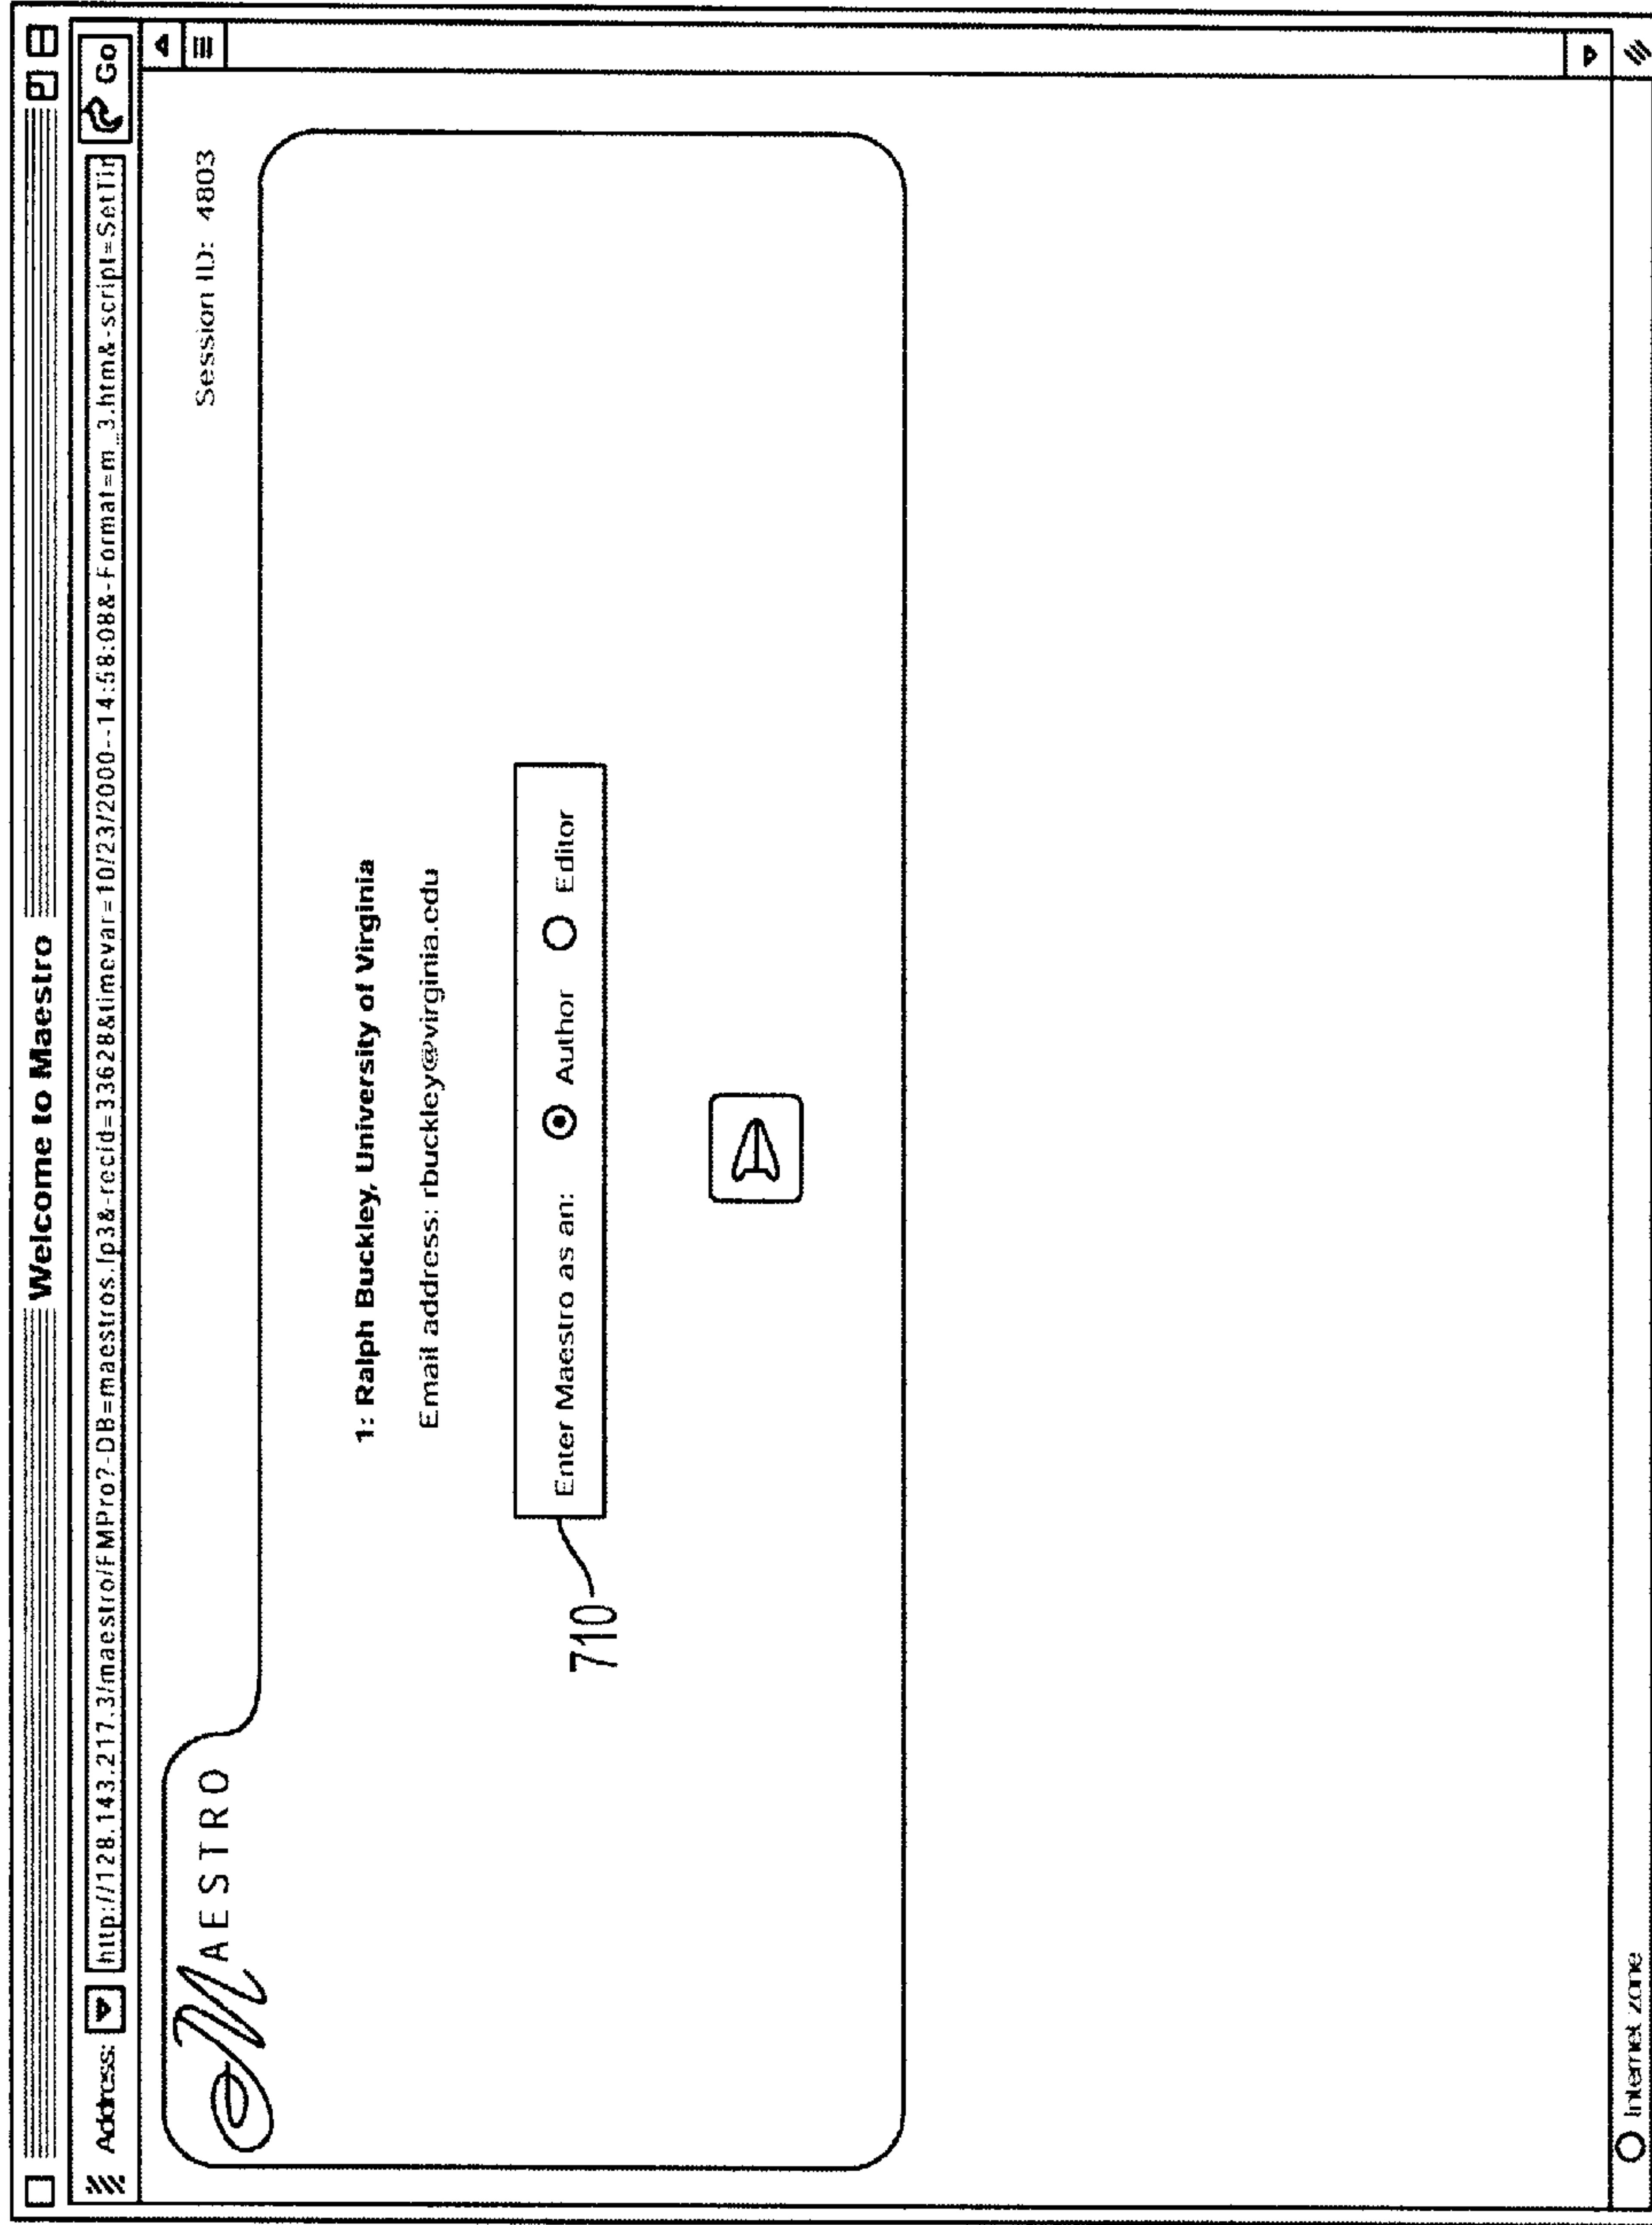 Welcome to Maestro
Address: http://128.143.217.3/maestro/FMPro?-DB=maestros.fp3&-recid=33628&timevar=10/23/2000--14:58:08&-Format=m_3.htm&-script=SetTir Go
MAESTRO
Session ID: 4803
1: Ralph Buckley, University of Virginia
Email address: rbuckley@virginia.edu
Enter Maestro as an: Author Editor
710
Internet zone